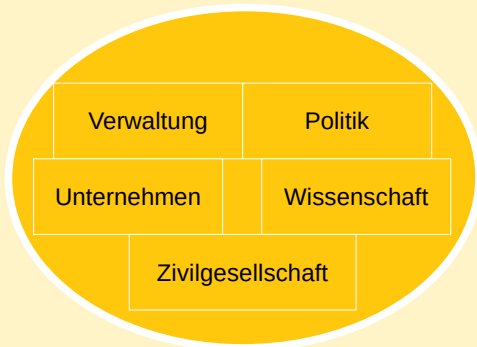 Verwaltung
Politik
Unternehmen
Wissenschaft
Zivilgesellschaft